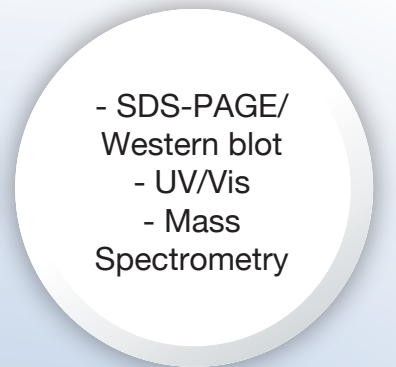 - SDS-PAGE/
Western blot
- UV/Vis
- Mass
Spectrometry